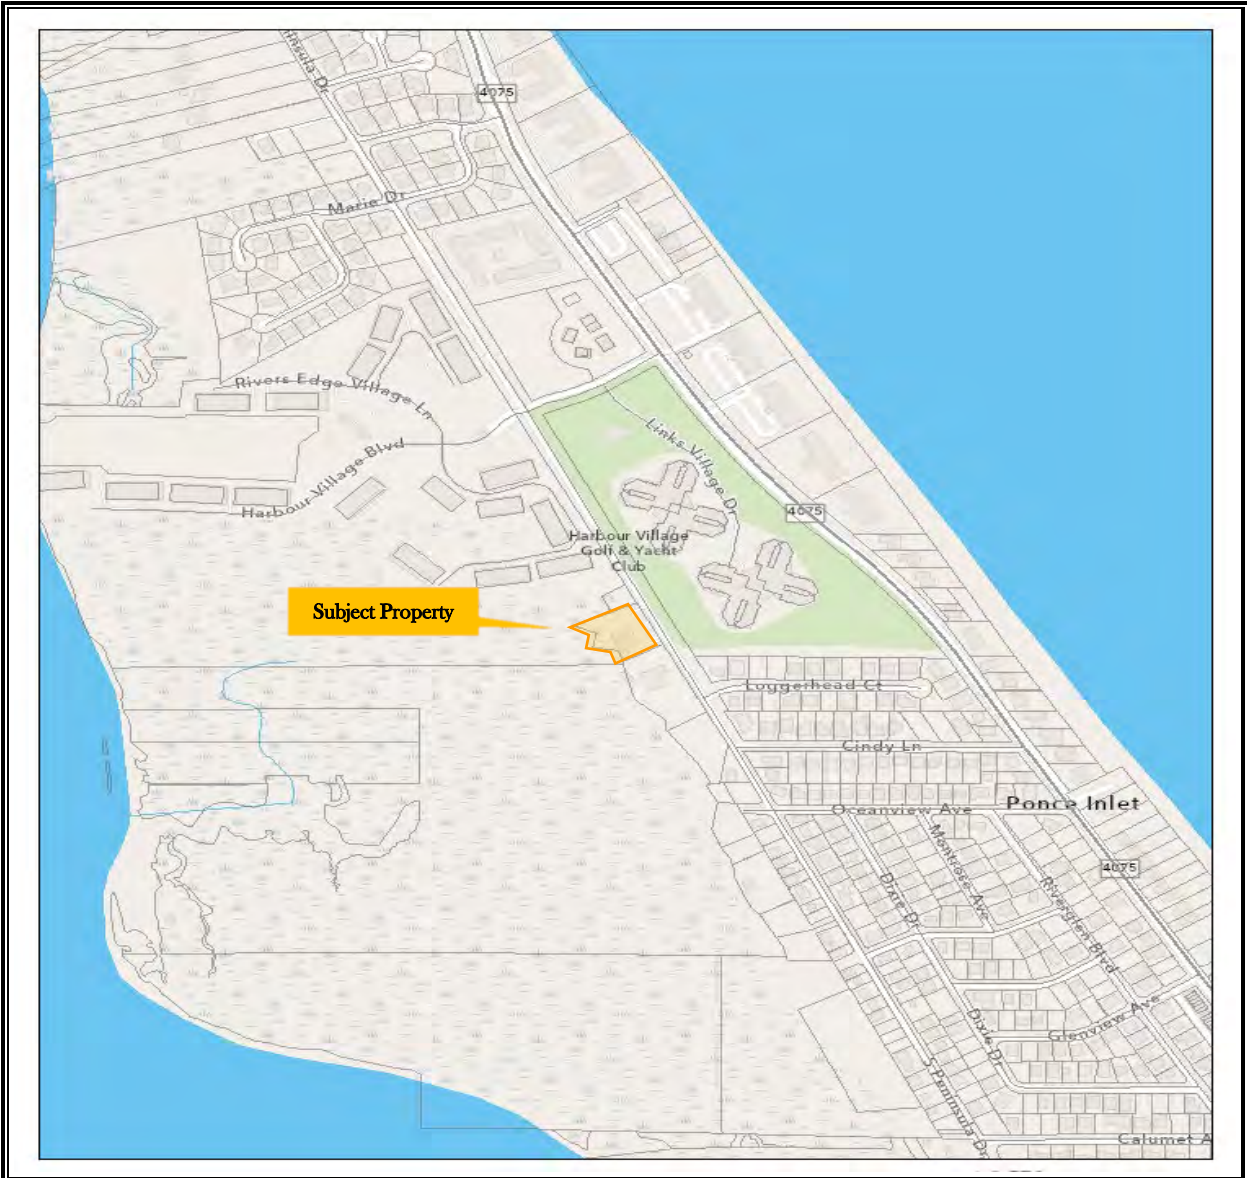 insula Dr
4075
Marie Dr
Rivers Edge Village Ln
Links Village Dr
Harbour Village Blvd
4075
Harbour Village
Golf & Yacht
Club
Subject Property
Loggerhead Ct
Cindy Ln
Ponce Inlet
Oceanview Ave
Montrose Ave
4075
Dixie Dr
Riverglen Blvd
Glenview Ave
Dixie Dr
S Peninsula Dr
Calumet A